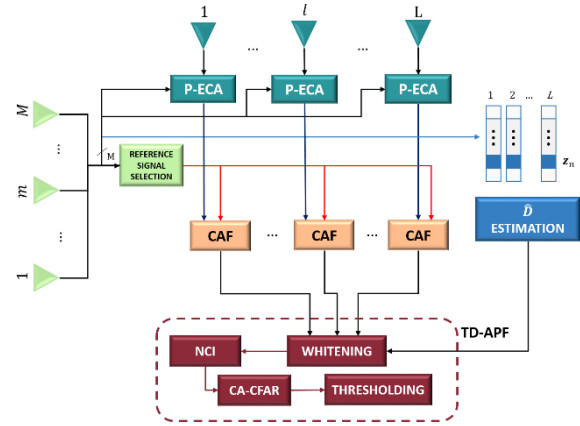 1 ... l ... L
P-ECA P-ECA P-ECA
M
⋮
m
⋮
1
M
REFERENCE
SIGNAL
SELECTION
1 2 ... L
z_n
D̂
ESTIMATION
CAF ... CAF ... CAF
TD-APF
NCI WHITENING
CA-CFAR THRESHOLDING